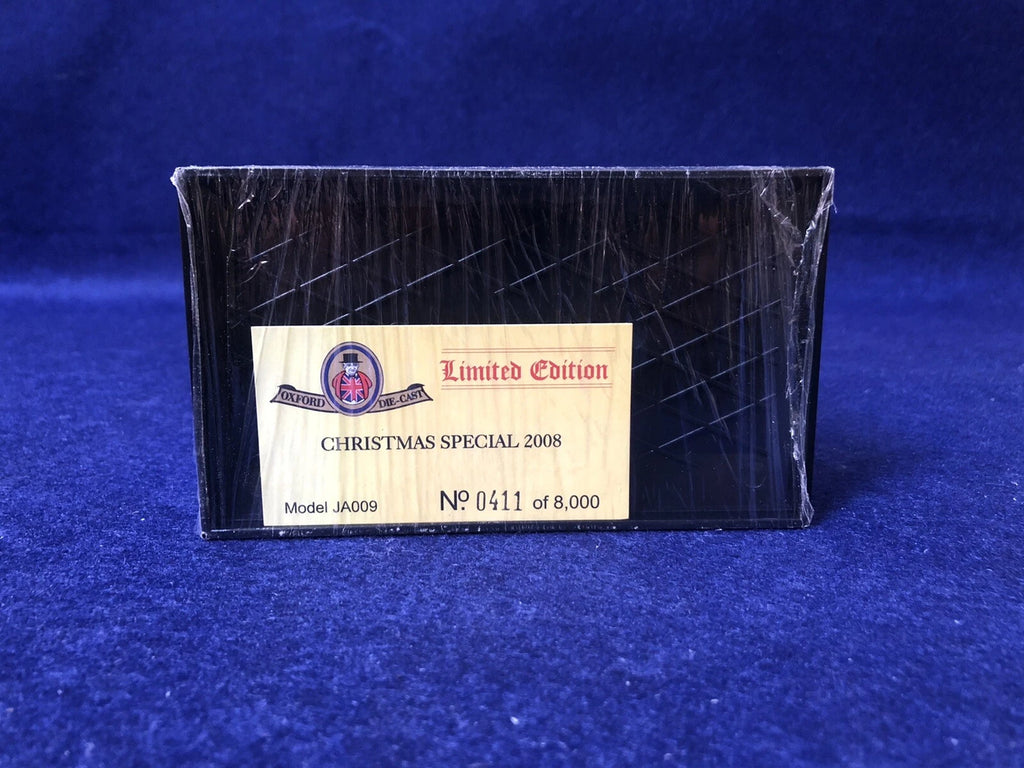 Limited Edition
OXFORD DIE-CAST
CHRISTMAS SPECIAL 2008
Model JA009 Nº. 0411 of 8,000